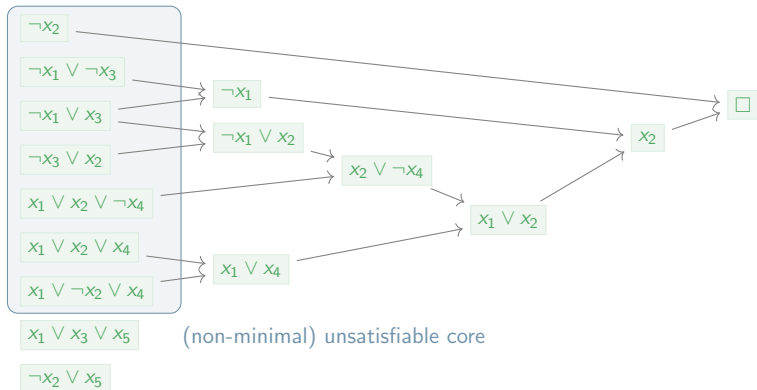 ¬x₂
¬x₁ ∨ ¬x₃
¬x₁ ∨ x₃
¬x₃ ∨ x₂
x₁ ∨ x₂ ∨ ¬x₄
x₁ ∨ x₂ ∨ x₄
x₁ ∨ ¬x₂ ∨ x₄
x₁ ∨ x₃ ∨ x₅
¬x₂ ∨ x₅
¬x₁
¬x₁ ∨ x₂
x₁ ∨ x₄
x₂ ∨ ¬x₄
x₁ ∨ x₂
x₂
□
(non-minimal) unsatisfiable core